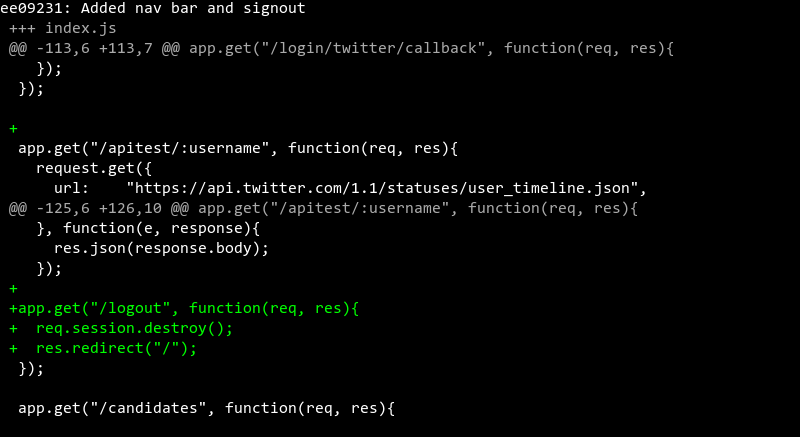 ee09231: Added nav bar and signout
+++ index.js
@@ -113,6 +113,7 @@ app.get("/login/twitter/callback", function(req, res){
    });
  });

+
 app.get("/apitest/:username", function(req, res){
   request.get({
     url:    "https://api.twitter.com/1.1/statuses/user_timeline.json",
@@ -125,6 +126,10 @@ app.get("/apitest/:username", function(req, res){
   }, function(e, response){
     res.json(response.body);
   });
+
+app.get("/logout", function(req, res){
+  req.session.destroy();
+  res.redirect("/");
 });

 app.get("/candidates", function(req, res){